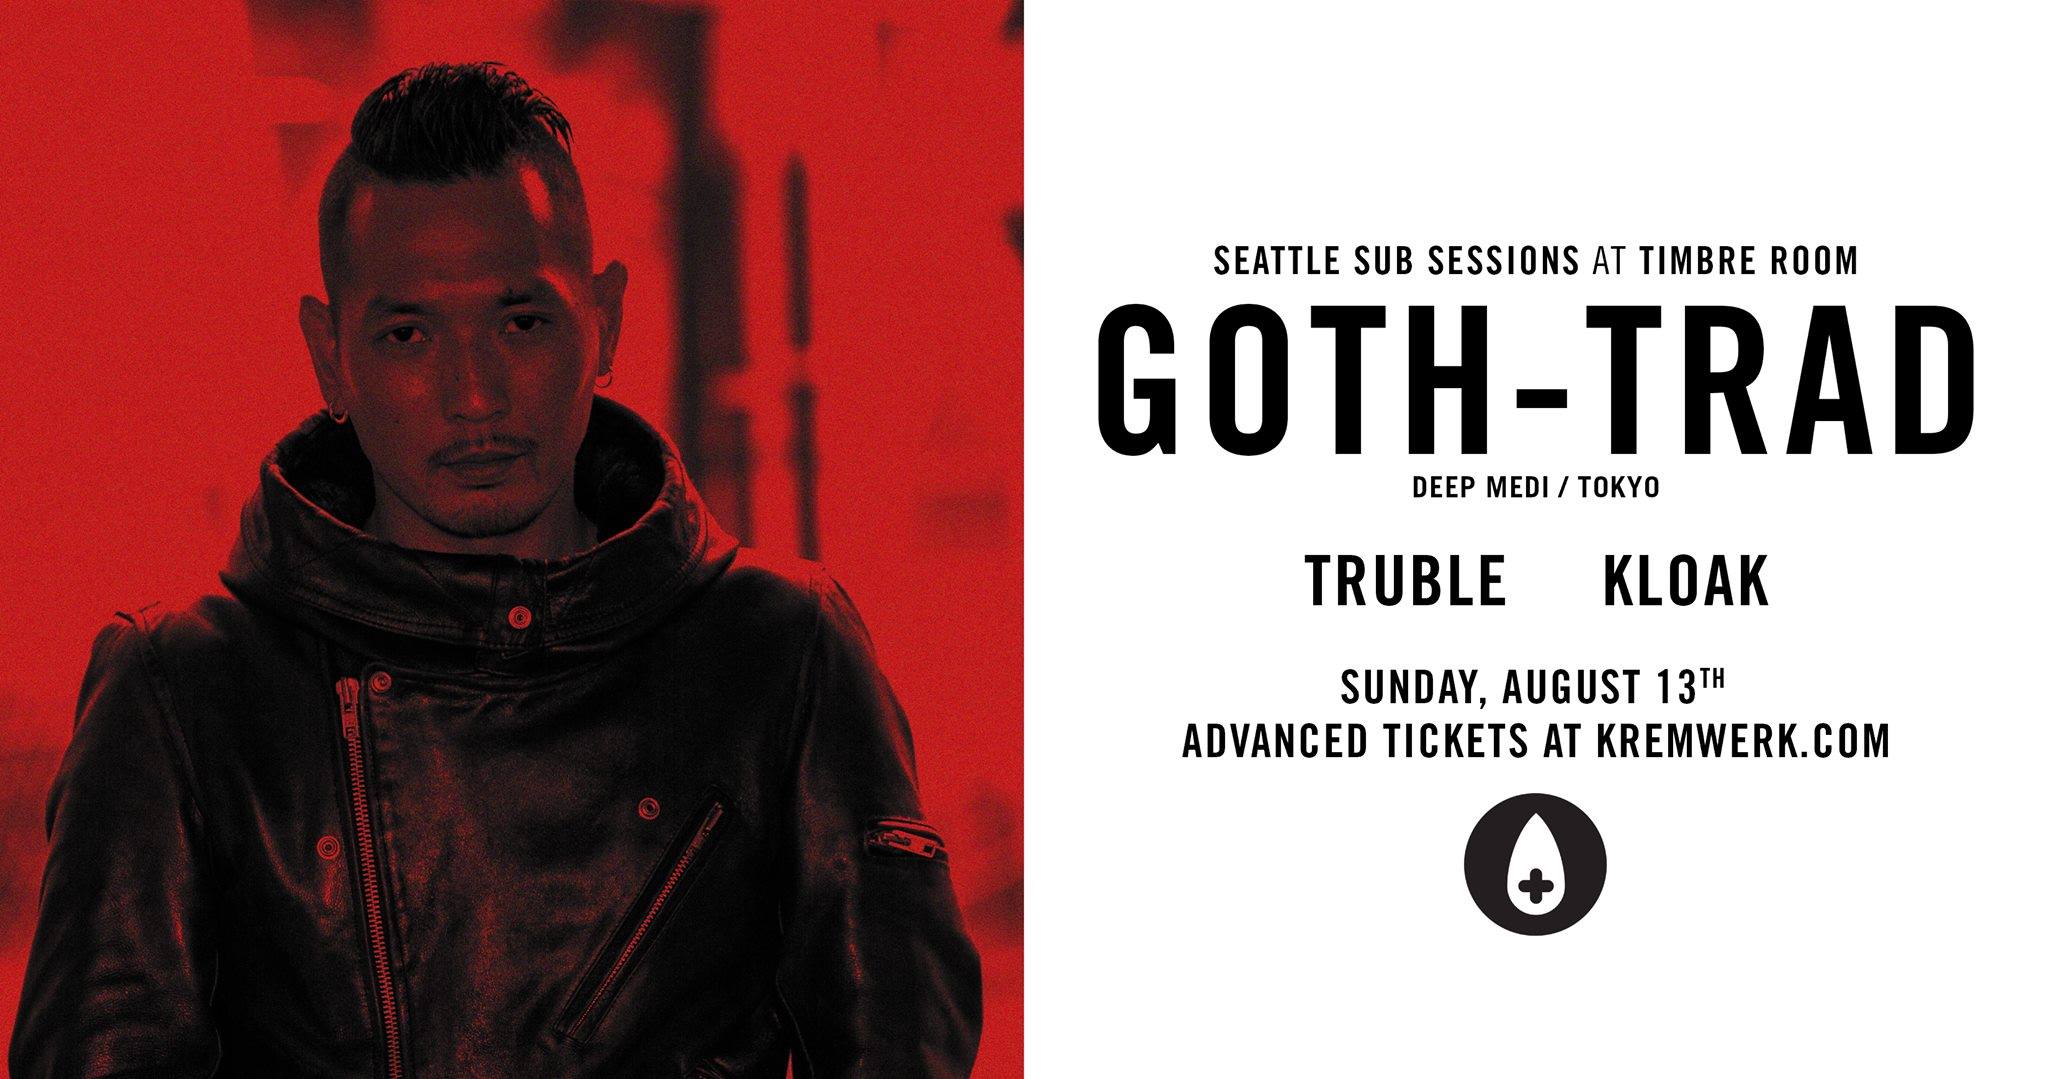 SEATTLE SUB SESSIONS AT TIMBRE ROOM
GOTH-TRAD
DEEP MEDI / TOKYO
TRUBLE KLOAK
SUNDAY, AUGUST 13TH
ADVANCED TICKETS AT KREMWERK.COM